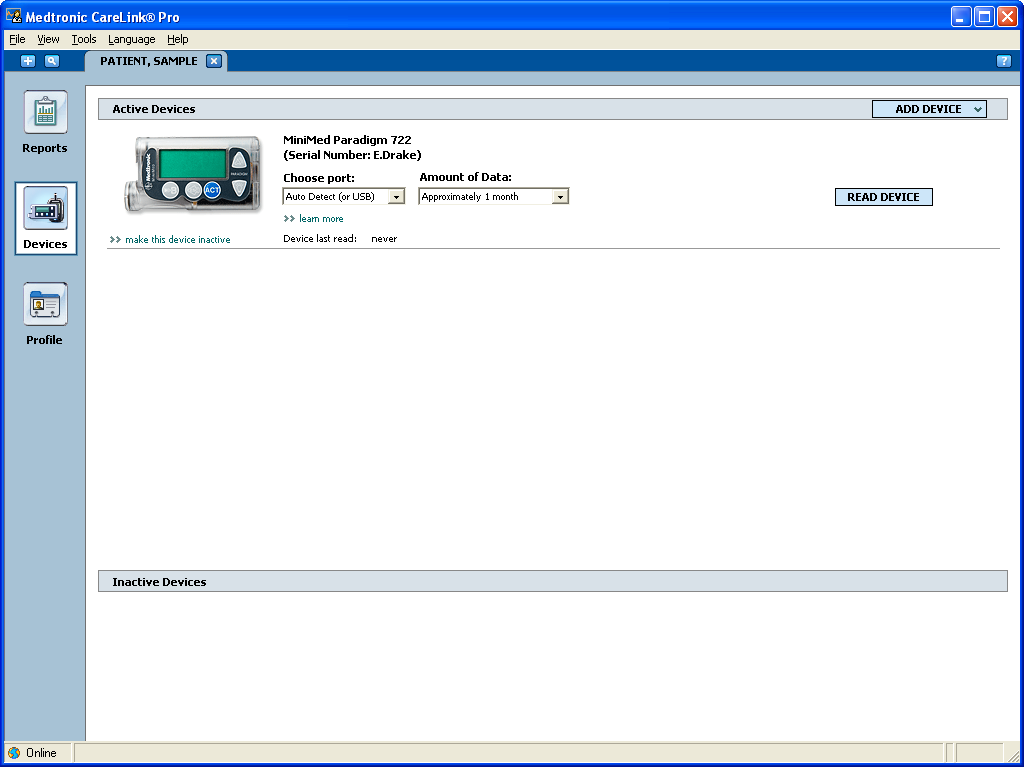 Medtronic CareLink® Pro
File View Tools Language Help
PATIENT, SAMPLE
?
Active Devices
ADD DEVICE
Medtronic
ACT
MiniMed Paradigm 722
(Serial Number: E.Drake)
Choose port:
Amount of Data:
Auto Detect (or USB)
Approximately 1 month
READ DEVICE
>> learn more
>> make this device inactive
Device last read: never
Reports
Devices
Profile
Inactive Devices
Online